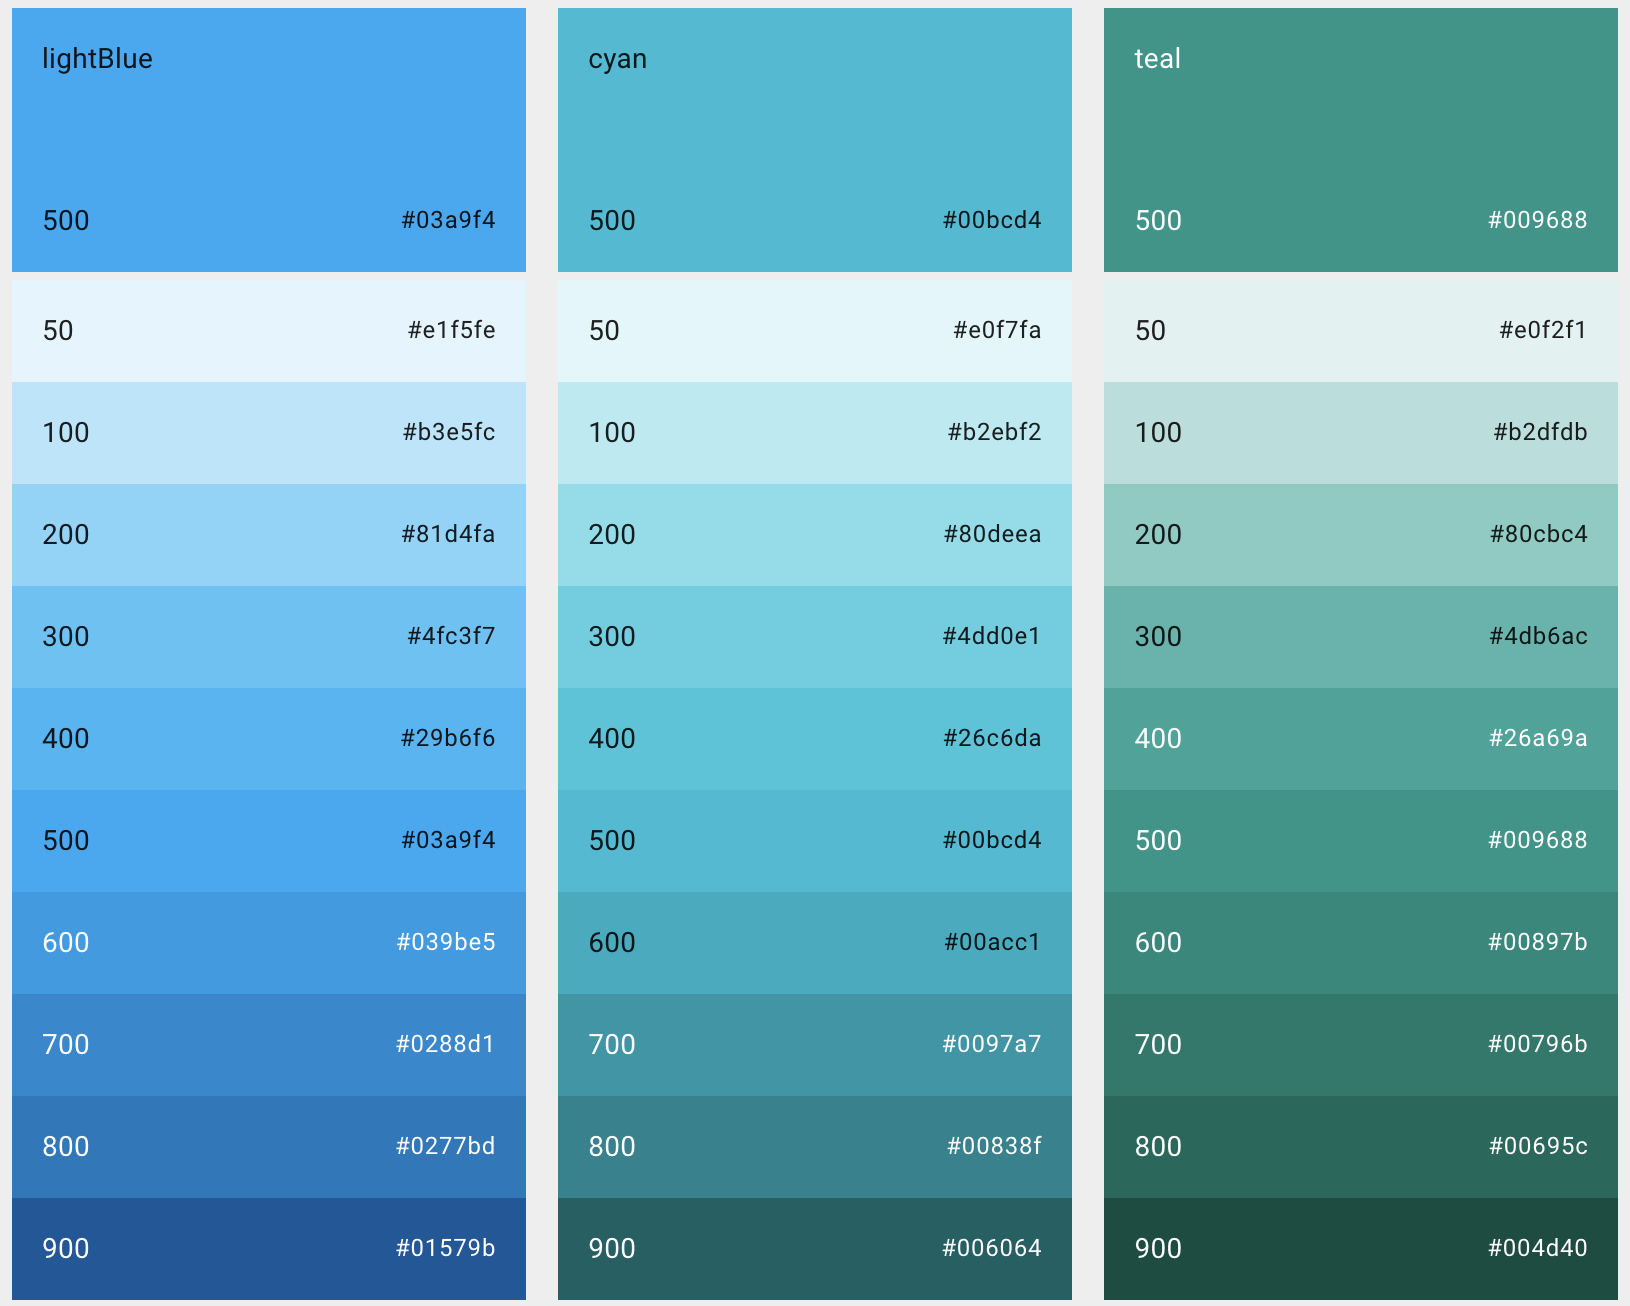 lightBlue
500 #03a9f4
50 #e1f5fe
100 #b3e5fc
200 #81d4fa
300 #4fc3f7
400 #29b6f6
500 #03a9f4
600 #039be5
700 #0288d1
800 #0277bd
900 #01579b
cyan
500 #00bcd4
50 #e0f7fa
100 #b2ebf2
200 #80deea
300 #4dd0e1
400 #26c6da
500 #00bcd4
600 #00acc1
700 #0097a7
800 #00838f
900 #006064
teal
500 #009688
50 #e0f2f1
100 #b2dfdb
200 #80cbc4
300 #4db6ac
400 #26a69a
500 #009688
600 #00897b
700 #00796b
800 #00695c
900 #004d40